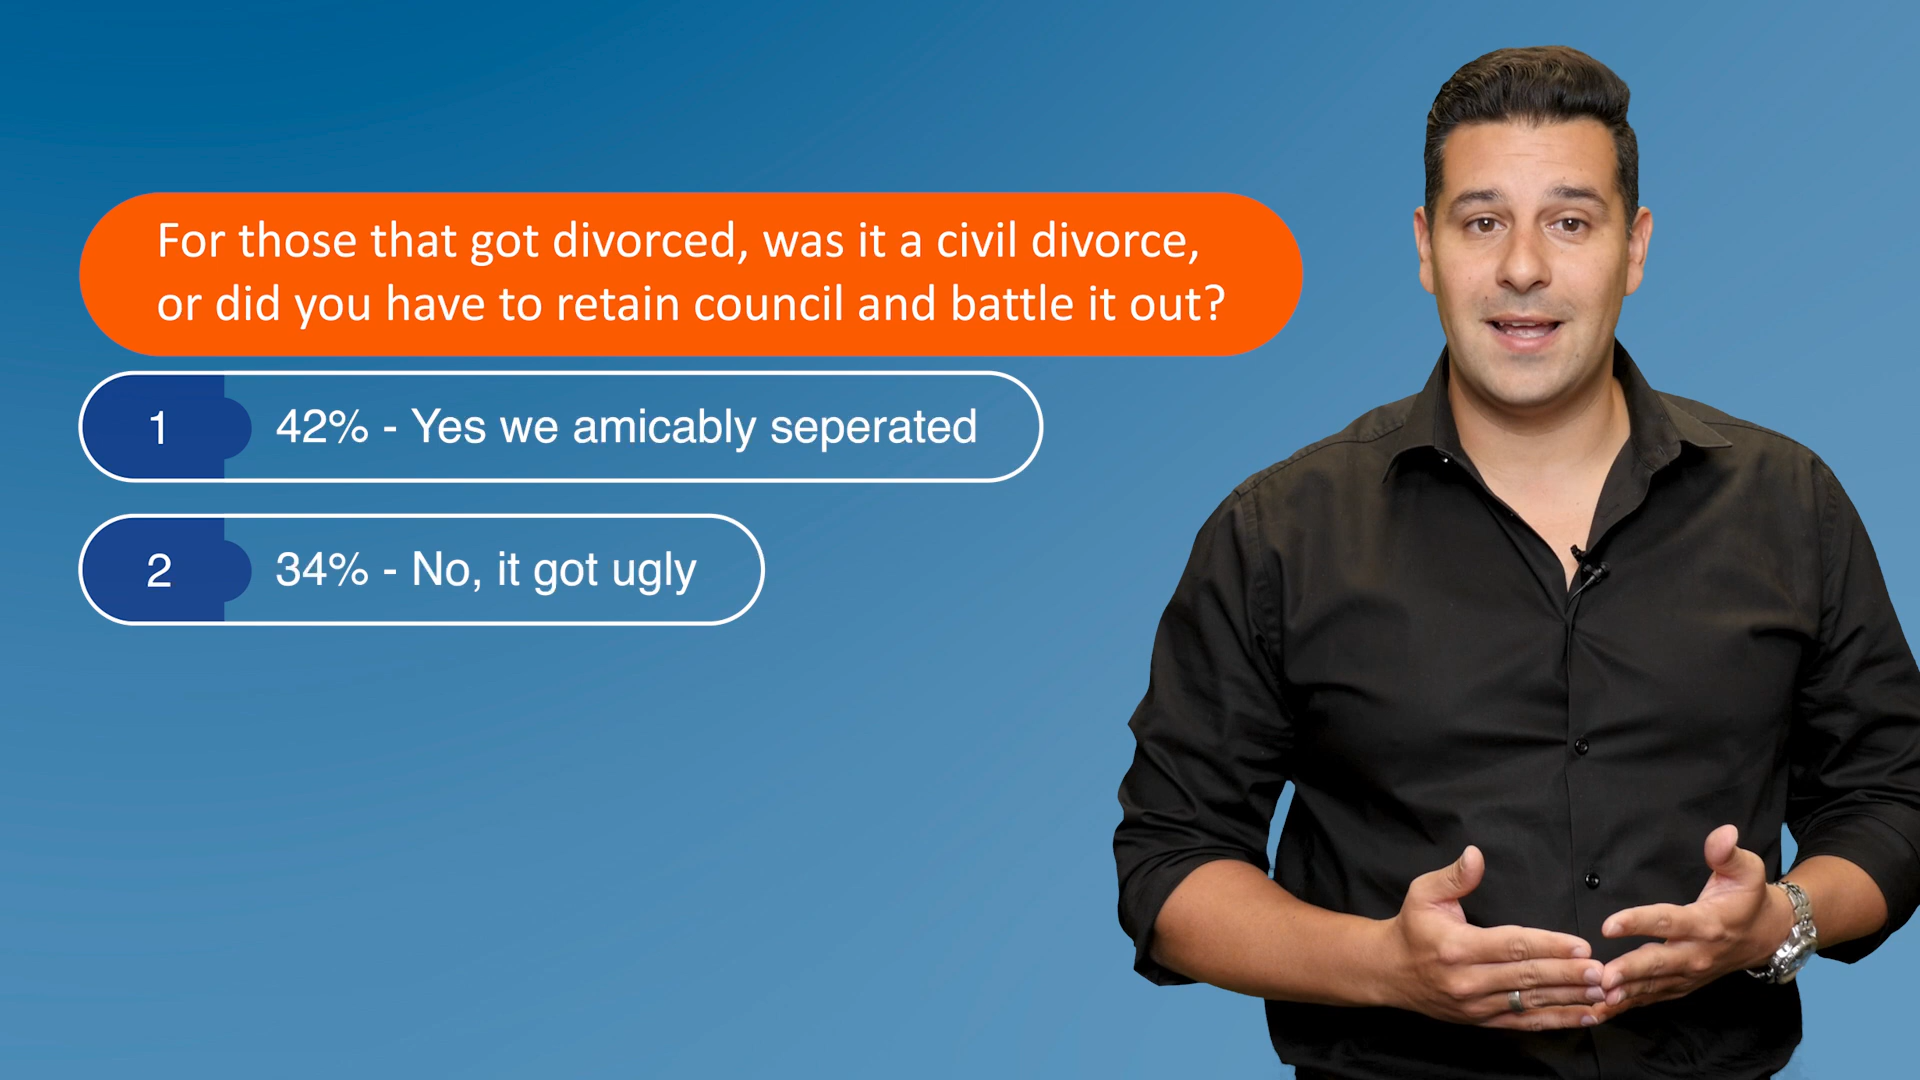 For those that got divorced, was it a civil divorce,
or did you have to retain council and battle it out?
1 42% - Yes we amicably seperated
2 34% - No, it got ugly